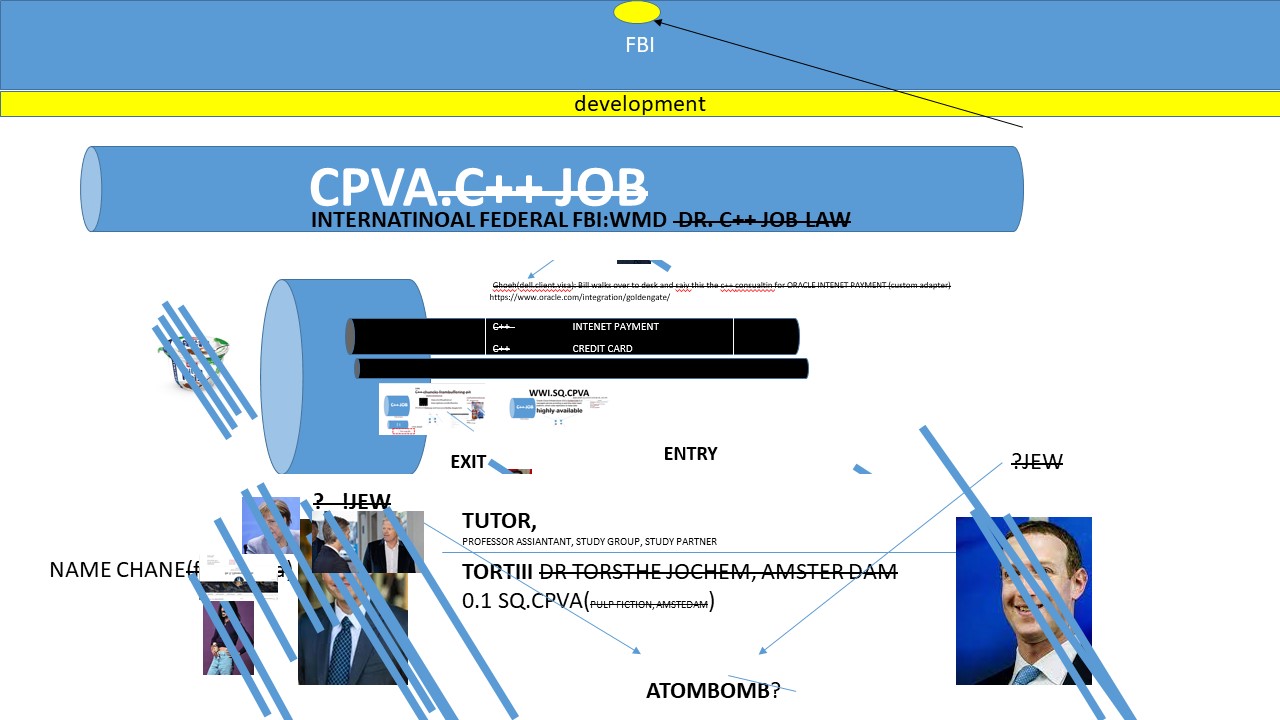 FBI
development
CPVA.C++ JOB
INTERNATINOAL FEDERAL FBI:WMD DR. C++ JOB LAW
Ghoeh(dell.client.visa): Bill walks over to desk and saiy this the c++ consualtin for ORACLE INTENET PAYMENT (custom adapter)
https://www.oracle.com/integration/goldengate/
C++ INTENET PAYMENT
C++ CREDIT CARD
WWI.SQ.CPVA
C++ JOB
C++ JOB
highly available
ENTRY
EXIT
?JEW
?__!JEW
TUTOR,
PROFESSOR ASSIANTANT, STUDY GROUP, STUDY PARTNER
NAME CHANE
TORTIII DR TORSTHE JOCHEM, AMSTER DAM
0.1 SQ.CPVA(PULP FICTION, AMSTEDAM)
ATOMBOMB?